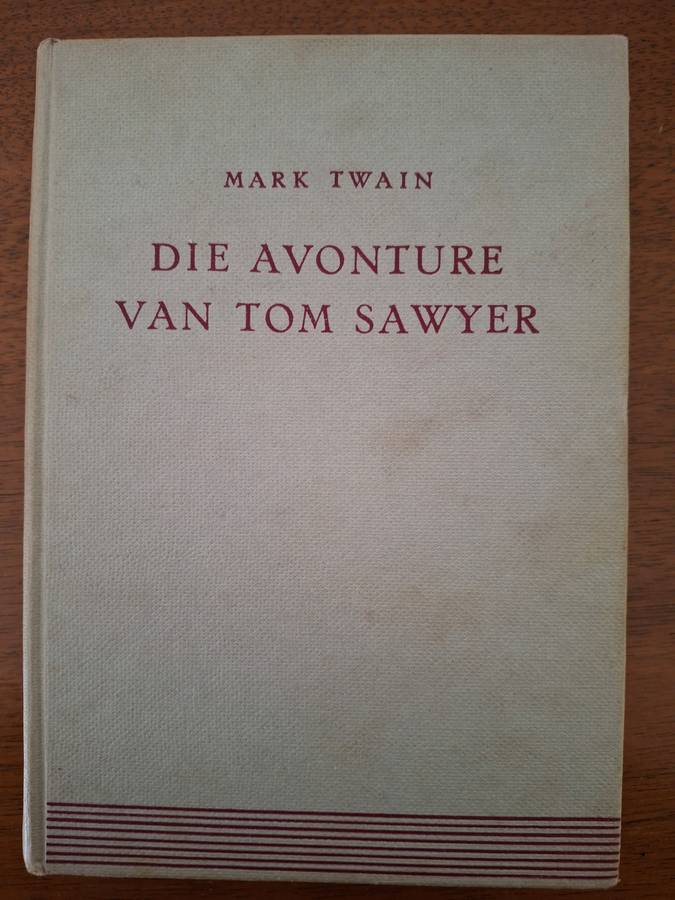 MARK TWAIN
DIE AVONTURE
VAN TOM SAWYER